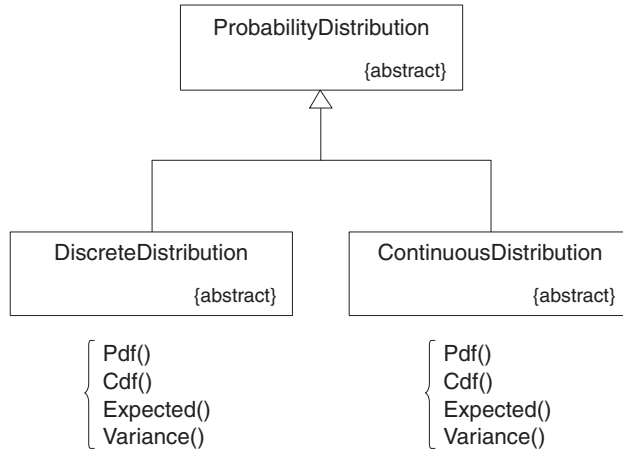 ProbabilityDistribution
{abstract}
DiscreteDistribution
{abstract}
ContinuousDistribution
{abstract}
Pdf()
Cdf()
Expected()
Variance()
Pdf()
Cdf()
Expected()
Variance()